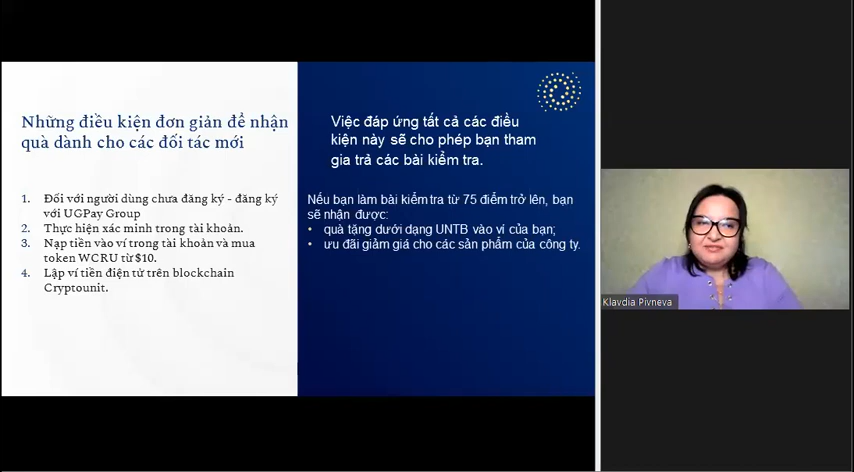 Những điều kiện đơn giản để nhận
quà dành cho các đối tác mới
1. Đối với người dùng chưa đăng ký - đăng ký
với UGPay Group
2. Thực hiện xác minh trong tài khoản.
3. Nạp tiền vào ví trong tài khoản và mua
token WCRU từ $10.
4. Lập ví tiền điện tử trên blockchain
Cryptounit.
Việc đáp ứng tất cả các điều
kiện này sẽ cho phép bạn tham
gia trả các bài kiểm tra.
Nếu bạn làm bài kiểm tra từ 75 điểm trở lên, bạn
sẽ nhận được:
• quà tặng dưới dạng UNTB vào ví của bạn;
• ưu đãi giảm giá cho các sản phẩm của công ty.
Klavdia Pivneva